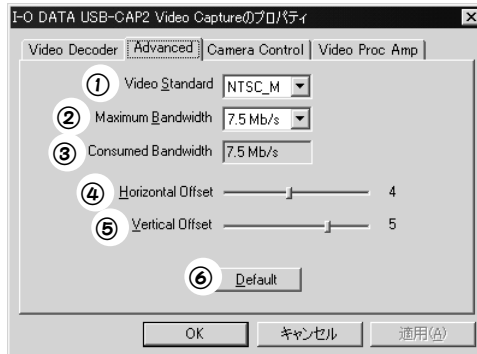 I-O DATA USB-CAP2 Video Captureのプロパティ
Video Decoder Advanced Camera Control Video Proc Amp
① Video Standard NTSC_M
② Maximum Bandwidth 7.5 Mb/s
③ Consumed Bandwidth 7.5 Mb/s
④ Horizontal Offset 4
⑤ Vertical Offset 5
⑥ Default
OK キャンセル 適用(A)